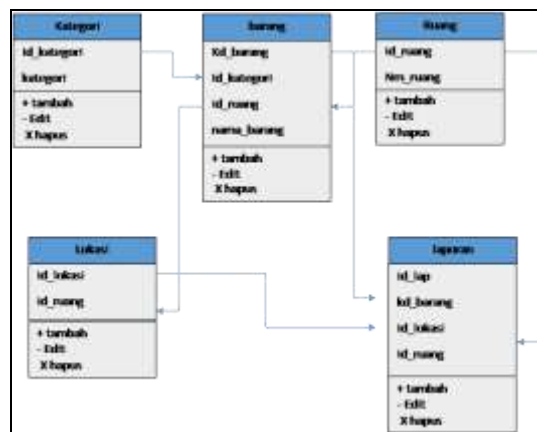 Kategori
id_kategori
kategori
+ tambah
- Edit
X hapus
barang
Kd_barang
id_kategori
id_ruang
nama_barang
+ tambah
- Edit
X hapus
Ruang
id_ruang
Nm_ruang
+ tambah
- Edit
X hapus
Lokasi
id_lokasi
id_ruang
+ tambah
- Edit
X hapus
laporan
id_lap
kd_barang
id_lokasi
id_ruang
+ tambah
- Edit
X hapus